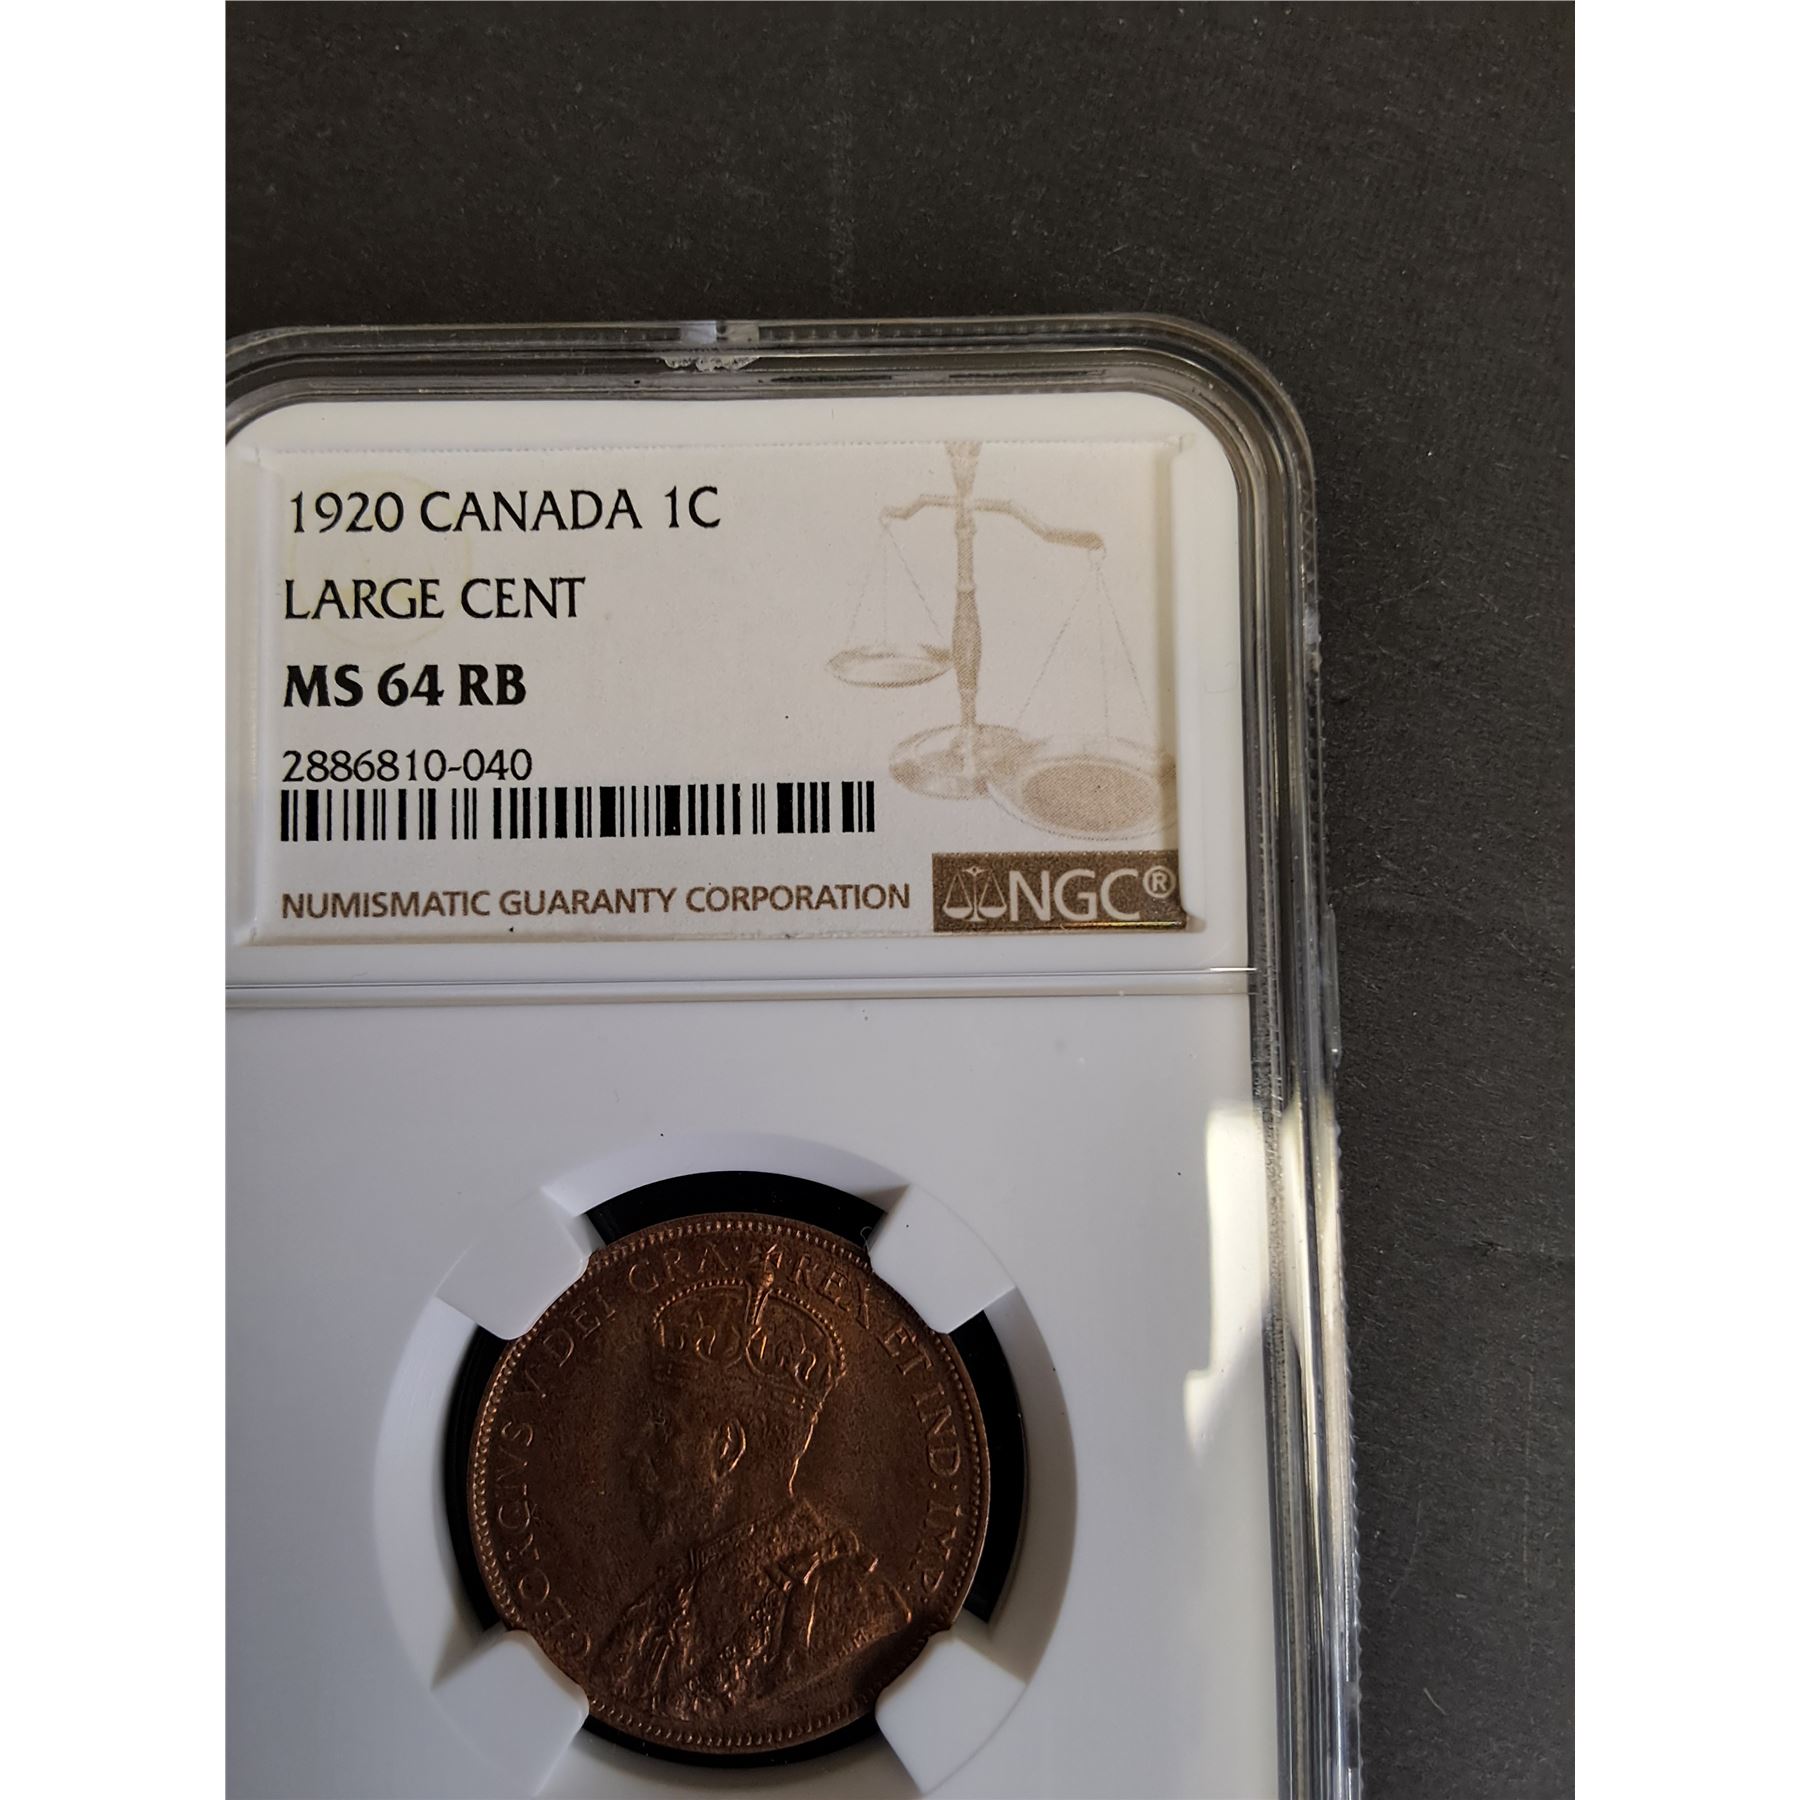 1920 CANADA 1C
LARGE CENT
MS 64 RB
2886810-040
NUMISMATIC GUARANTY CORPORATION NGC®
GEORGIVS V DEI GRA: REX ET IND: IMP: